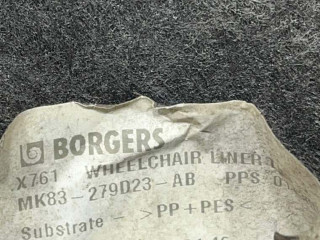 BORGERS
X761 WHEELCHAIR LINER
MK83-279D23-AB PPS
Substrate - >PP+PES<